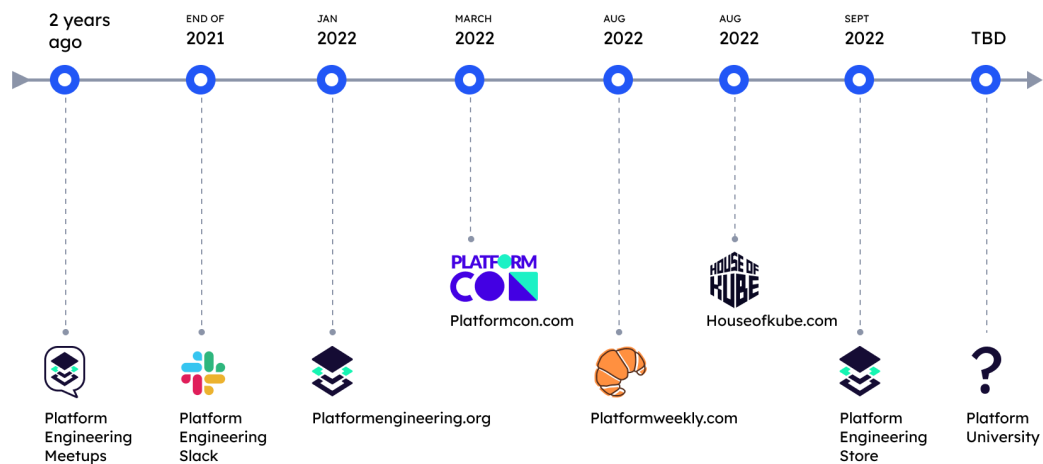 2 years
ago
END OF
2021
JAN
2022
MARCH
2022
AUG
2022
AUG
2022
SEPT
2022
TBD
PLATFORM
CON
Platformcon.com
HOUSE OF
KUBE
Houseofkube.com
Platform
Engineering
Meetups
Platform
Engineering
Slack
Platformengineering.org
Platformweekly.com
Platform
Engineering
Store
?
Platform
University